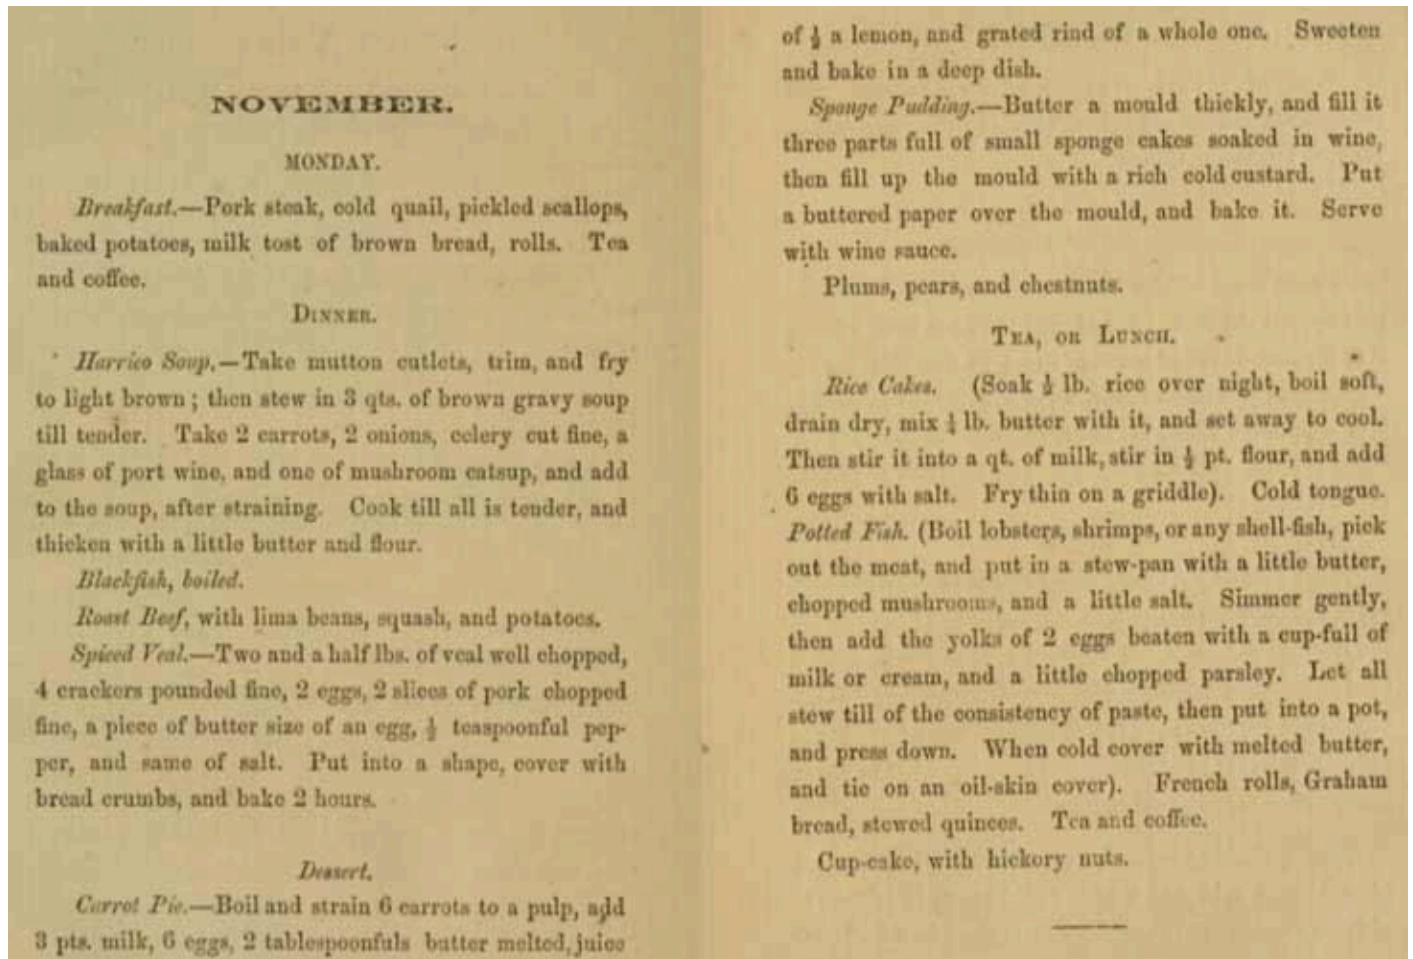 NOVEMBER.
MONDAY.
Breakfast.—Pork steak, cold quail, pickled scallops,
baked potatoes, milk tost of brown bread, rolls. Tea
and coffee.
DINNER.
Harrico Soup.—Take mutton cutlets, trim, and fry
to light brown; then stew in 3 qts. of brown gravy soup
till tender. Take 2 carrots, 2 onions, celery cut fine, a
glass of port wine, and one of mushroom catsup, and add
to the soup, after straining. Cook till all is tender, and
thicken with a little butter and flour.
Blackfish, boiled.
Roast Beef, with lima beans, squash, and potatoes.
Spiced Veal.—Two and a half lbs. of veal well chopped,
4 crackers pounded fine, 2 eggs, 2 slices of pork chopped
fine, a piece of butter size of an egg, ½ teaspoonful pep-
per, and same of salt. Put into a shape, cover with
bread crumbs, and bake 2 hours.
Dessert.
Carrot Pie.—Boil and strain 6 carrots to a pulp, add
3 pts. milk, 6 eggs, 2 tablespoonfuls butter melted, juice
of ½ a lemon, and grated rind of a whole one. Sweeten
and bake in a deep dish.
Sponge Pudding.—Butter a mould thickly, and fill it
three parts full of small sponge cakes soaked in wine,
then fill up the mould with a rich cold custard. Put
a buttered paper over the mould, and bake it. Serve
with wine sauce.
Plums, pears, and chestnuts.
TEA, OR LUNCH.
Rice Cakes. (Soak ½ lb. rice over night, boil soft,
drain dry, mix ¼ lb. butter with it, and set away to cool.
Then stir it into a qt. of milk, stir in ½ pt. flour, and add
6 eggs with salt. Fry thin on a griddle). Cold tongue.
Potted Fish. (Boil lobsters, shrimps, or any shell-fish, pick
out the meat, and put in a stew-pan with a little butter,
chopped mushrooms, and a little salt. Simmer gently,
then add the yolks of 2 eggs beaten with a cup-full of
milk or cream, and a little chopped parsley. Let all
stew till of the consistency of paste, then put into a pot,
and press down. When cold cover with melted butter,
and tie on an oil-skin cover). French rolls, Graham
bread, stewed quinces. Tea and coffee.
Cup-cake, with hickory nuts.